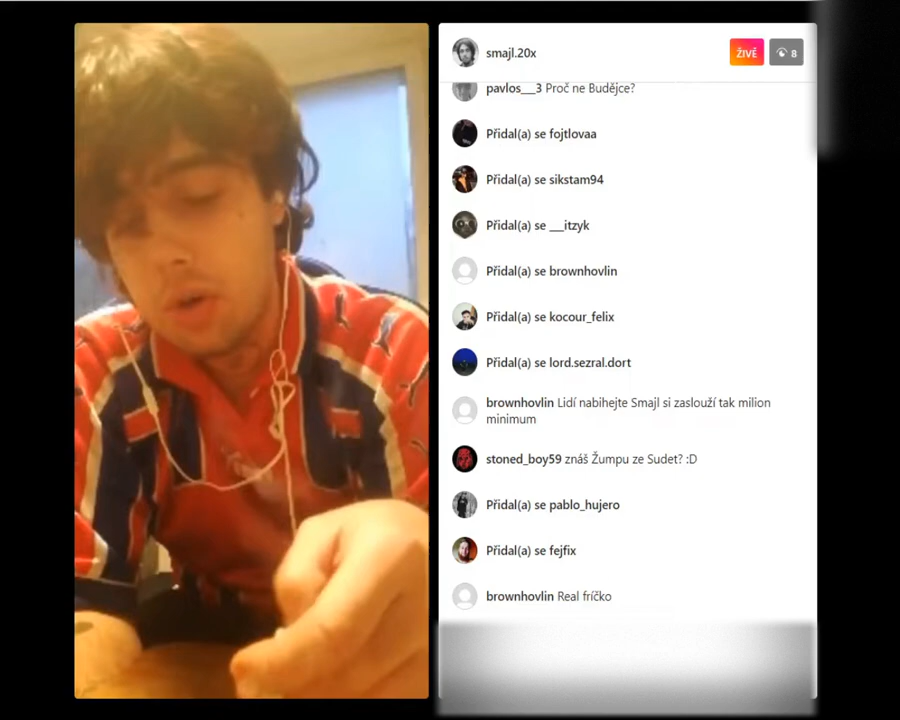 smajl.20x
ŽIVĚ
8
pavlos___3 Proč ne Budějce?
Přidal(a) se fojtlovaa
Přidal(a) se sikstam94
Přidal(a) se ___itzyk
Přidal(a) se brownhovlin
Přidal(a) se kocour_felix
Přidal(a) se lord.sezral.dort
brownhovlin Lidí nabihejte Smajl si zaslouží tak milion
minimum
stoned_boy59 znáš Žumpu ze Sudet? :D
Přidal(a) se pablo_hujero
Přidal(a) se fejfix
brownhovlin Real fríčko